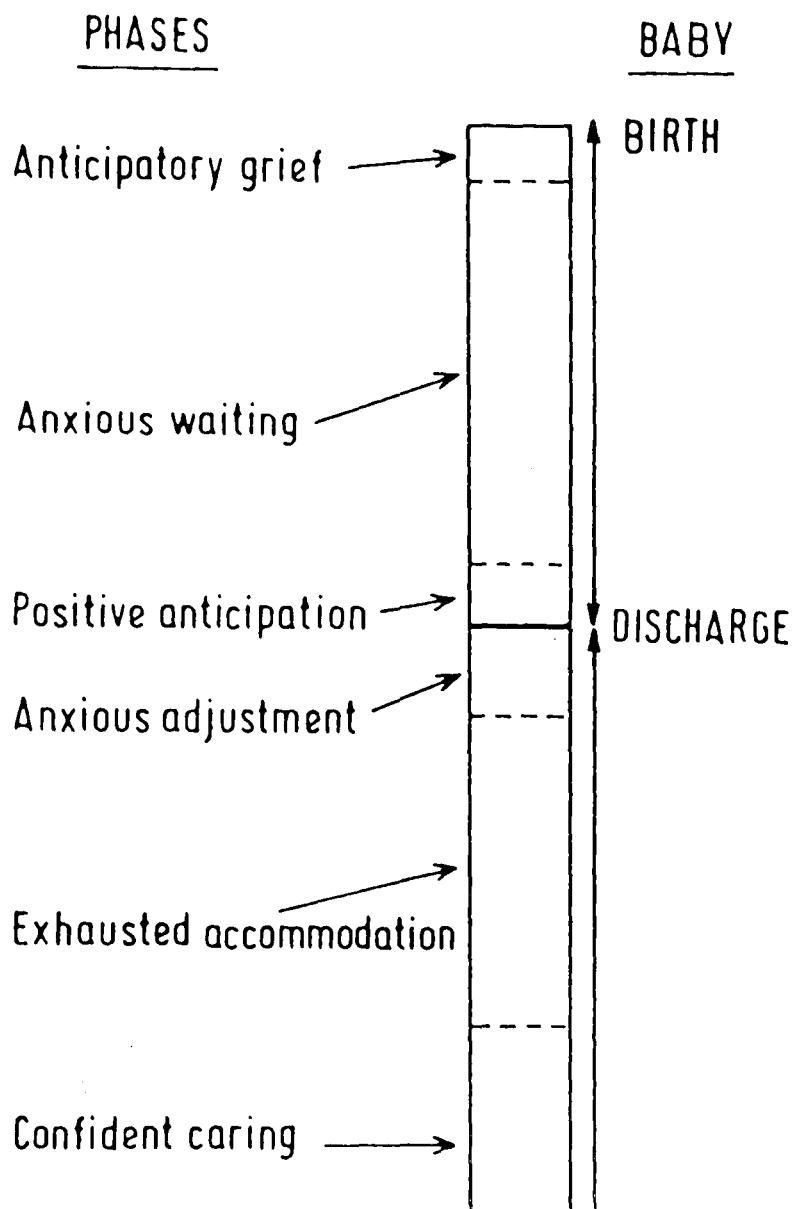 PHASES
BABY
BIRTH
Anticipatory grief
Anxious waiting
Positive anticipation
DISCHARGE
Anxious adjustment
Exhausted accommodation
Confident caring